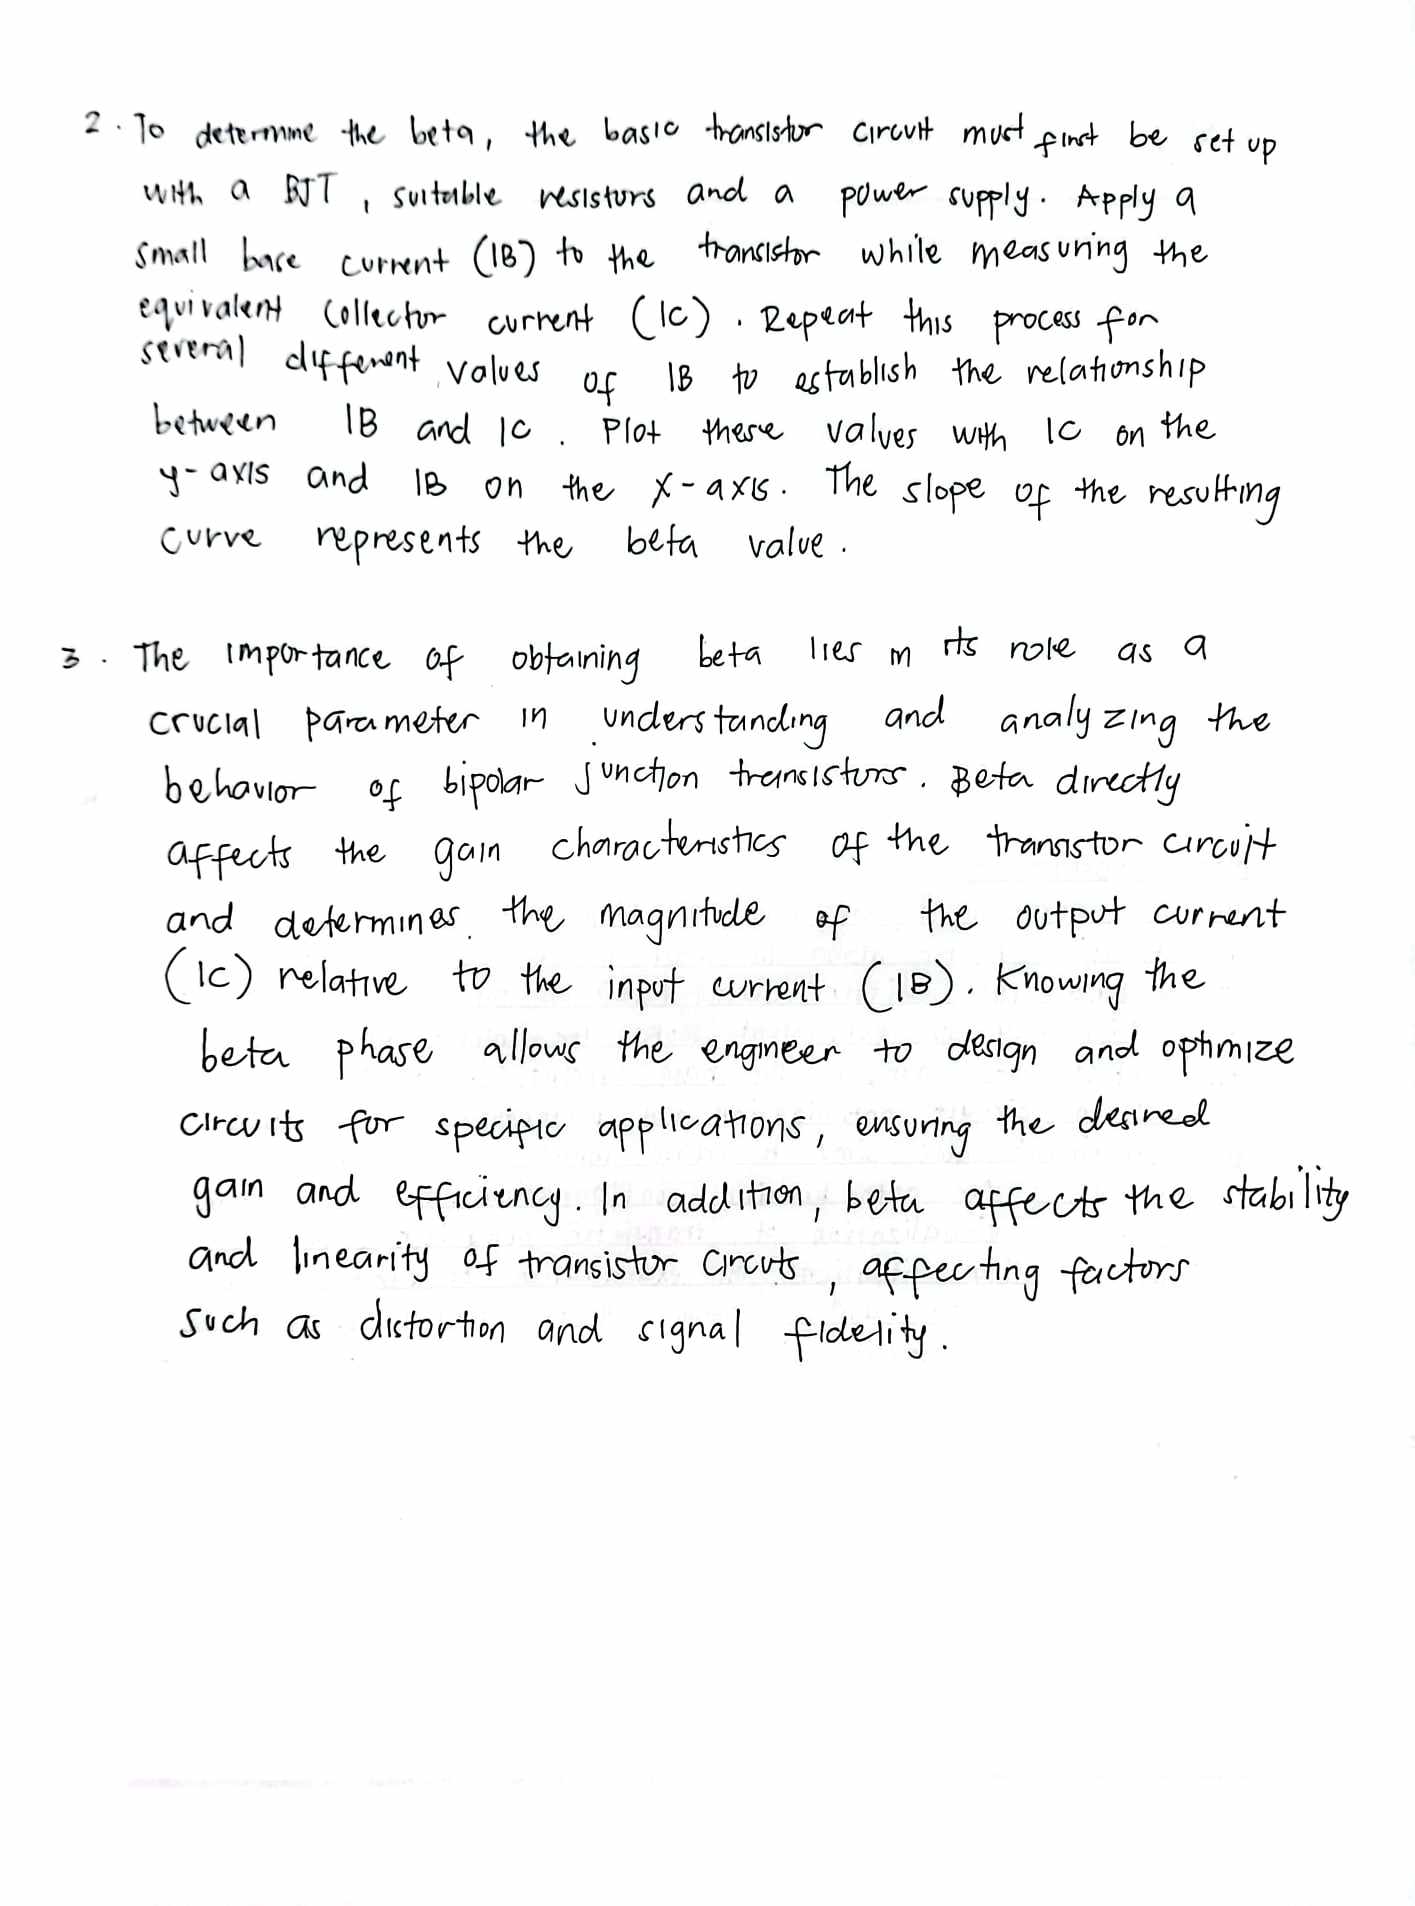 2. To determine the beta, the basic transistor circuit must first be set up
with a BJT, suitable resistors and a power supply. Apply a
small base current (IB) to the transistor while measuring the
equivalent collector current (IC). Repeat this process for
several different values of IB to establish the relationship
between IB and IC. Plot these values with IC on the
y-axis and IB on the x-axis. The slope of the resulting
curve represents the beta value.
3. The importance of obtaining beta lies in its role as a
crucial parameter in understanding and analyzing the
behavior of bipolar junction transistors. Beta directly
affects the gain characteristics of the transistor circuit
and determines the magnitude of the output current
(IC) relative to the input current (IB). Knowing the
beta phase allows the engineer to design and optimize
circuits for specific applications, ensuring the desired
gain and efficiency. In addition, beta affects the stability
and linearity of transistor circuts, affecting factors
such as distortion and signal fidelity.